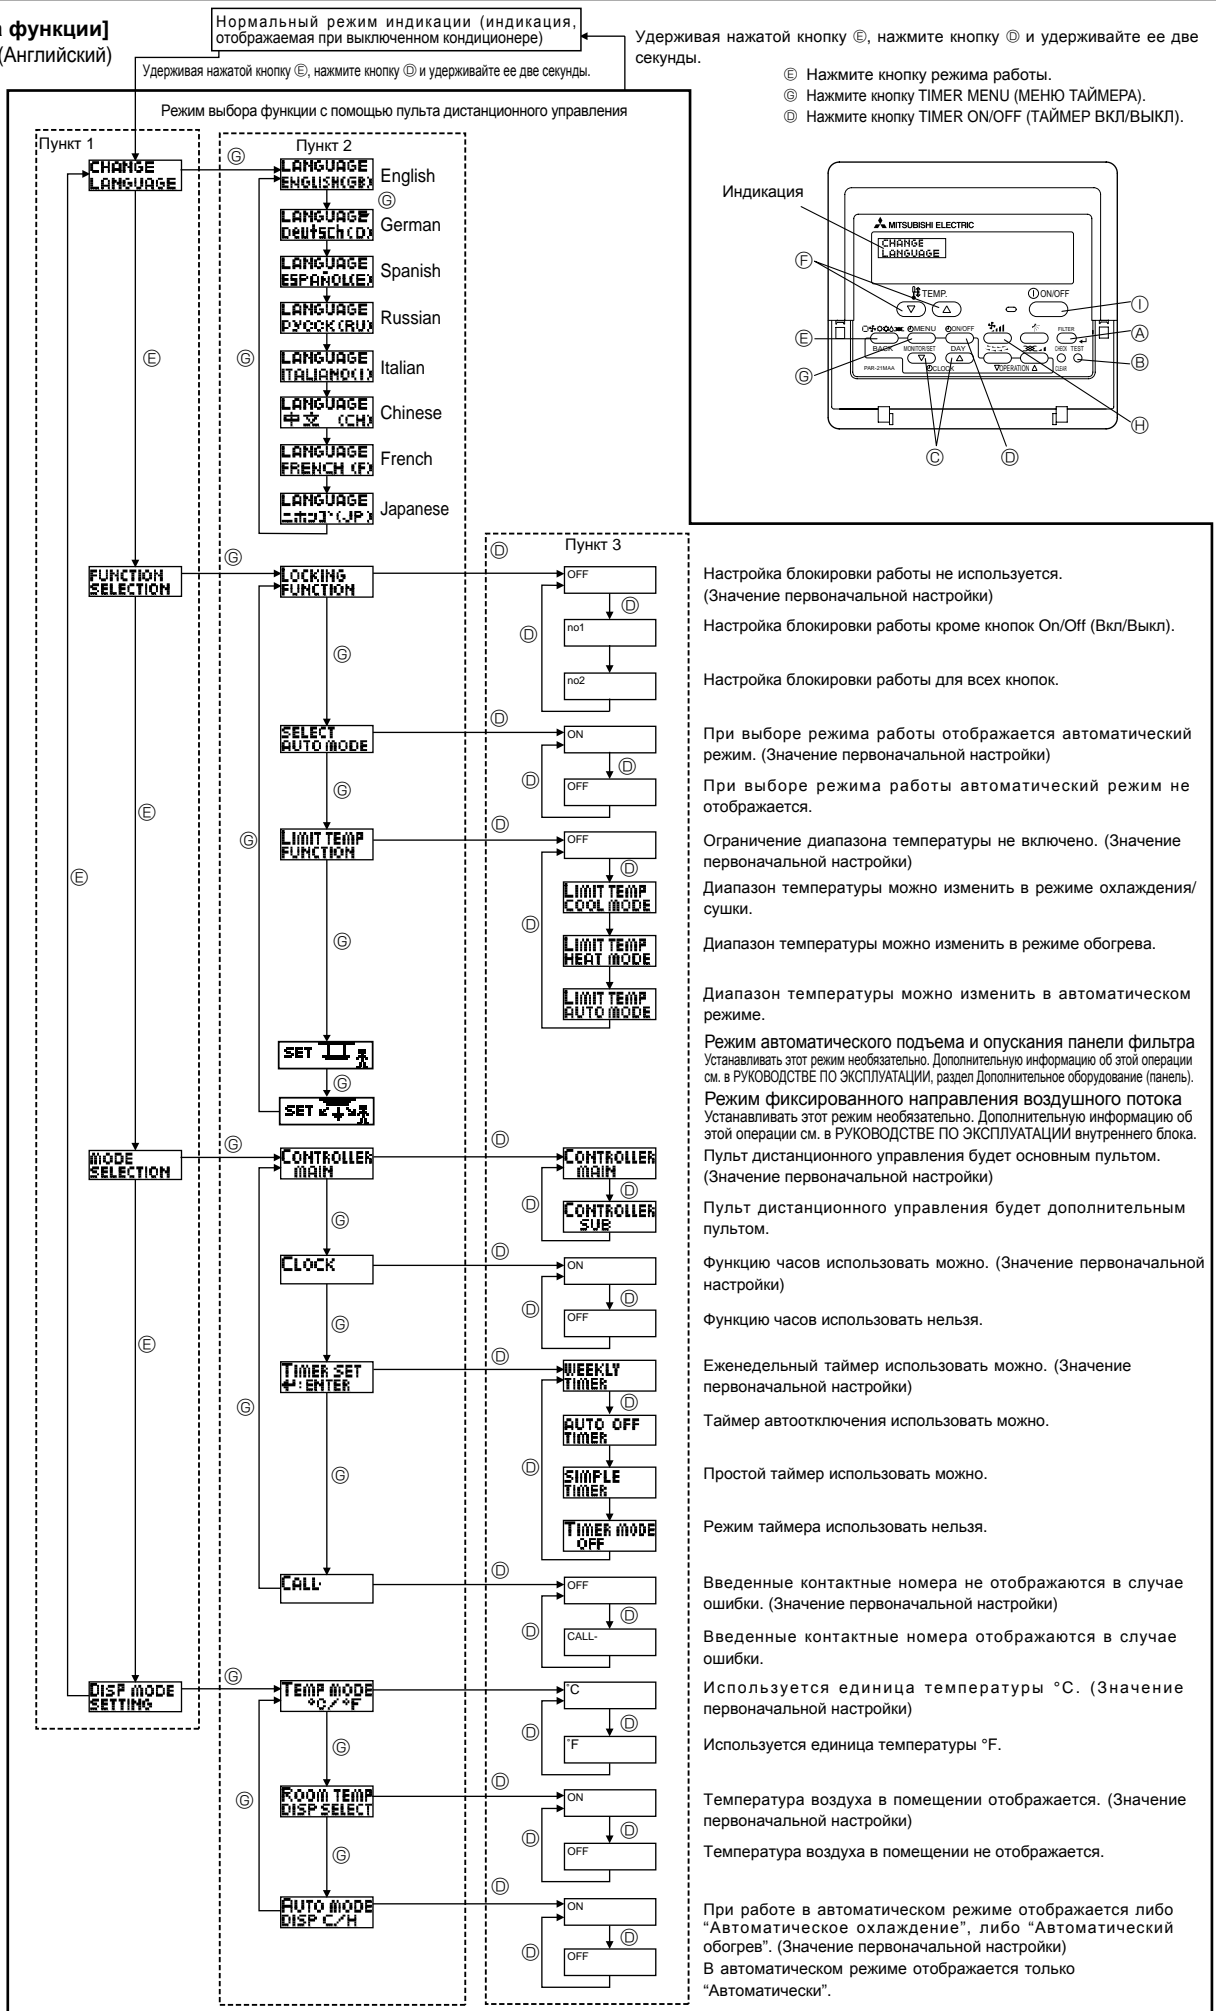 а функции]
(Английский)
Нормальный режим индикации (индикация,
отображаемая при выключенном кондиционере)
Удерживая нажатой кнопку Ⓔ, нажмите кнопку Ⓓ и удерживайте ее две секунды.
Удерживая нажатой кнопку Ⓔ, нажмите кнопку Ⓓ и удерживайте ее две
секунды.
Ⓔ Нажмите кнопку режима работы.
Ⓖ Нажмите кнопку TIMER MENU (МЕНЮ ТАЙМЕРА).
Ⓓ Нажмите кнопку TIMER ON/OFF (ТАЙМЕР ВКЛ/ВЫКЛ).
Режим выбора функции с помощью пульта дистанционного управления
Индикация
MITSUBISHI ELECTRIC
CHANGE
LANGUAGE
TEMP.
ON/OFF
MENU
ON/OFF
FILTER
BACK
MONITOR/SET
DAY
CHECK TEST
PAR-21MAA
CLOCK
OPERATION
CLEAR
Ⓕ
Ⓔ
Ⓖ
Ⓒ
Ⓓ
Ⓘ
Ⓐ
Ⓑ
Ⓗ
Пункт 1
Пункт 2
CHANGE
LANGUAGE
Ⓖ
LANGUAGE
ENGLISH(GB)
English
Ⓖ
LANGUAGE
Deutsch(D)
German
LANGUAGE
ESPAÑOL(E)
Spanish
LANGUAGE
РУССК(RU)
Russian
Ⓔ
Ⓖ
LANGUAGE
ITALIANO(I)
Italian
LANGUAGE
中文 (CH)
Chinese
LANGUAGE
FRENCH (F)
French
LANGUAGE
ニホンゴ(JP)
Japanese
Пункт 3
FUNCTION
SELECTION
Ⓖ
LOCKING
FUNCTION
Ⓓ
OFF
Настройка блокировки работы не используется.
(Значение первоначальной настройки)
Ⓓ
Ⓓ
no1
Настройка блокировки работы кроме кнопок On/Off (Вкл/Выкл).
Ⓖ
no2
Настройка блокировки работы для всех кнопок.
SELECT
AUTO MODE
Ⓓ
ON
При выборе режима работы отображается автоматический
режим. (Значение первоначальной настройки)
Ⓓ
Ⓓ
Ⓖ
OFF
При выборе режима работы автоматический режим не
отображается.
Ⓔ
Ⓖ
LIMIT TEMP
FUNCTION
Ⓓ
OFF
Ограничение диапазона температуры не включено. (Значение
первоначальной настройки)
Ⓔ
Ⓓ
LIMIT TEMP
COOL MODE
Диапазон температуры можно изменить в режиме охлаждения/
сушки.
Ⓓ
Ⓖ
LIMIT TEMP
HEAT MODE
Диапазон температуры можно изменить в режиме обогрева.
LIMIT TEMP
AUTO MODE
Диапазон температуры можно изменить в автоматическом
режиме.
SET
Режим автоматического подъема и опускания панели фильтра
Устанавливать этот режим необязательно. Дополнительную информацию об этой операции
см. в РУКОВОДСТВЕ ПО ЭКСПЛУАТАЦИИ, раздел Дополнительное оборудование (панель).
Ⓖ
SET
Режим фиксированного направления воздушного потока
Устанавливать этот режим необязательно. Дополнительную информацию об
этой операции см. в РУКОВОДСТВЕ ПО ЭКСПЛУАТАЦИИ внутреннего блока.
MODE
SELECTION
Ⓖ
CONTROLLER
MAIN
Ⓓ
CONTROLLER
MAIN
Пульт дистанционного управления будет основным пультом.
(Значение первоначальной настройки)
Ⓓ
Ⓓ
Ⓖ
CONTROLLER
SUB
Пульт дистанционного управления будет дополнительным
пультом.
CLOCK
Ⓓ
ON
Функцию часов использовать можно. (Значение первоначальной
настройки)
Ⓓ
Ⓓ
Ⓖ
OFF
Функцию часов использовать нельзя.
Ⓔ
TIMER SET
↵:ENTER
Ⓓ
WEEKLY
TIMER
Еженедельный таймер использовать можно. (Значение
первоначальной настройки)
Ⓖ
Ⓓ
AUTO OFF
TIMER
Таймер автоотключения использовать можно.
Ⓓ
Ⓖ
SIMPLE
TIMER
Простой таймер использовать можно.
TIMER MODE
OFF
Режим таймера использовать нельзя.
CALL-
Ⓓ
OFF
Введенные контактные номера не отображаются в случае
ошибки. (Значение первоначальной настройки)
Ⓓ
Ⓓ
CALL-
Введенные контактные номера отображаются в случае
ошибки.
DISP MODE
SETTING
Ⓖ
TEMP MODE
°C/°F
Ⓓ
°C
Используется единица температуры °C. (Значение
первоначальной настройки)
Ⓓ
Ⓓ
Ⓖ
°F
Используется единица температуры °F.
Ⓖ
ROOM TEMP
DISP SELECT
Ⓓ
ON
Температура воздуха в помещении отображается. (Значение
первоначальной настройки)
Ⓓ
Ⓓ
Ⓖ
OFF
Температура воздуха в помещении не отображается.
AUTO MODE
DISP C/H
Ⓓ
ON
При работе в автоматическом режиме отображается либо
“Автоматическое охлаждение”, либо “Автоматический
обогрев”. (Значение первоначальной настройки)
Ⓓ
Ⓓ
OFF
В автоматическом режиме отображается только
“Автоматически”.